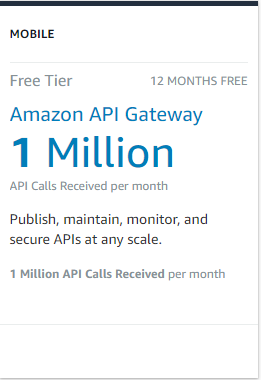 MOBILE
Free Tier 12 MONTHS FREE
Amazon API Gateway
1 Million
API Calls Received per month
Publish, maintain, monitor, and
secure APIs at any scale.
1 Million API Calls Received per month